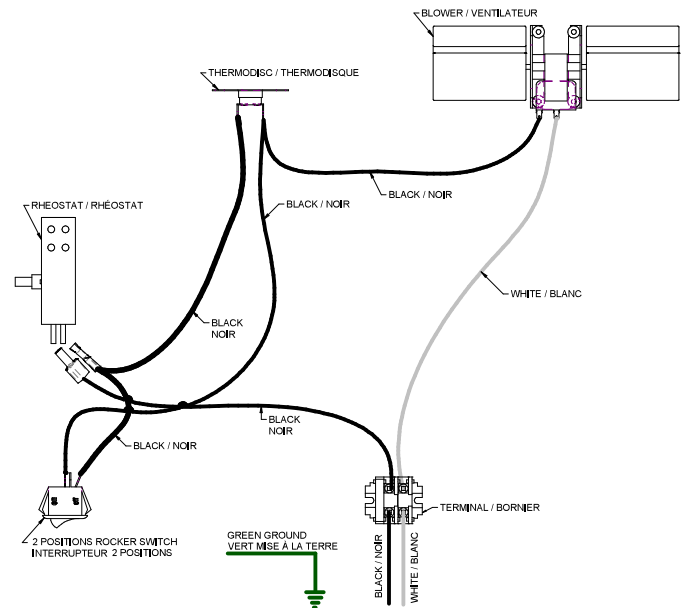 BLOWER / VENTILATEUR
THERMODISC / THERMODISQUE
BLACK / NOIR
BLACK / NOIR
RHEOSTAT / RHÉOSTAT
WHITE / BLANC
BLACK
NOIR
BLACK
NOIR
BLACK / NOIR
TERMINAL / BORNIER
2 POSITIONS ROCKER SWITCH
INTERRUPTEUR 2 POSITIONS
GREEN GROUND
VERT MISE À LA TERRE
BLACK / NOIR
WHITE / BLANC